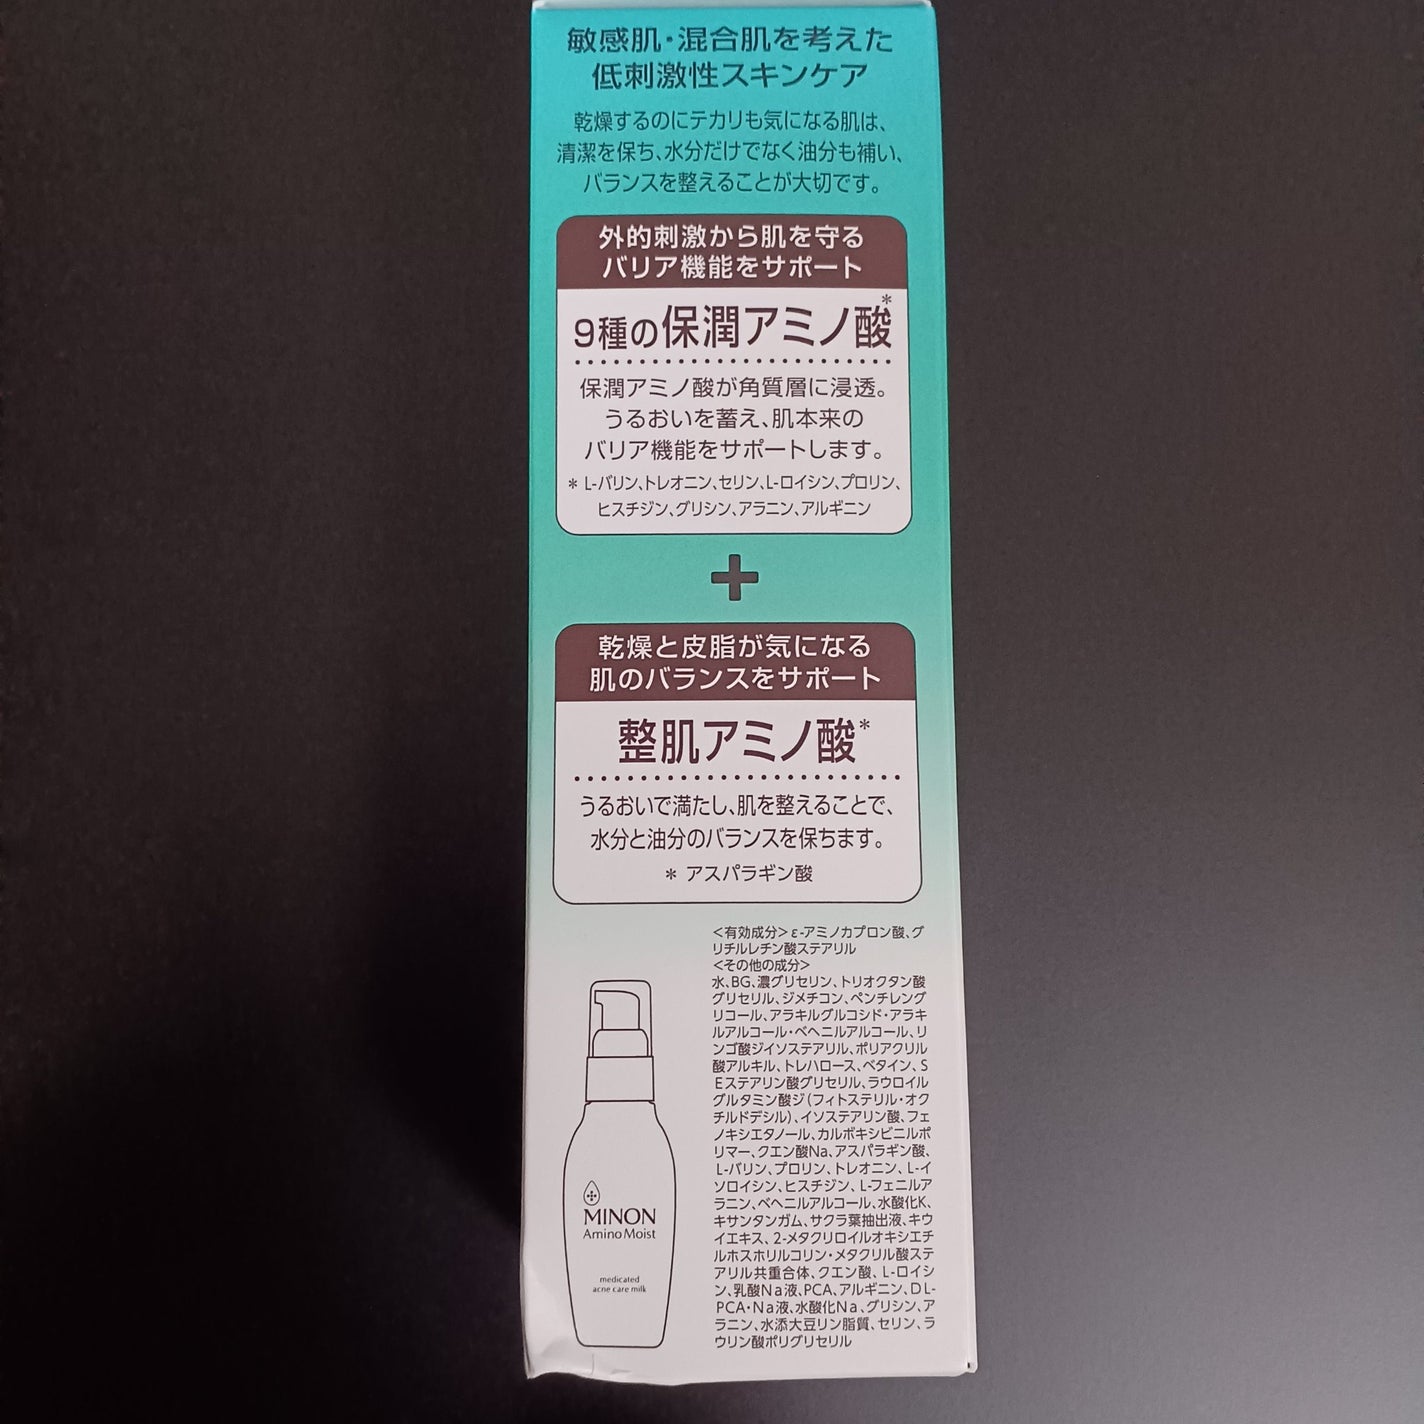 敏感肌・混合肌を考えた
低刺激性スキンケア
乾燥するのにテカリも気になる肌は、
清潔を保ち、水分だけでなく油分も補い、
バランスを整えることが大切です。
外的刺激から肌を守る
バリア機能をサポート
9種の保潤アミノ酸*
保潤アミノ酸が角質層に浸透。
うるおいを蓄え、肌本来の
バリア機能をサポートします。
* L-バリン、トレオニン、セリン、L-ロイシン、プロリン、
ヒスチジン、グリシン、アラニン、アルギニン
+
乾燥と皮脂が気になる
肌のバランスをサポート
整肌アミノ酸*
うるおいで満たし、肌を整えることで、
水分と油分のバランスを保ちます。
* アスパラギン酸
<有効成分>ε-アミノカプロン酸、グ
リチルレチン酸ステアリル
<その他の成分>
水、BG、濃グリセリン、トリオクタン酸
グリセリル、ジメチコン、ペンチレング
リコール、アラキルグルコシド・アラキ
ルアルコール・ベヘニルアルコール、リ
ンゴ酸ジイソステアリル、ポリアクリル
酸アルキル、トレハロース、ベタイン、S
Eステアリン酸グリセリル、ラウロイル
グルタミン酸ジ(フィトステリル・オク
チルドデシル)、イソステアリン酸、フェ
ノキシエタノール、カルボキシビニルポ
リマー、クエン酸Na、アスパラギン酸、
L-バリン、プロリン、トレオニン、L-イ
ソロイシン、ヒスチジン、L-フェニルア
ラニン、ベヘニルアルコール、水酸化K、
キサンタンガム、サクラ葉抽出液、キウ
イエキス、2-メタクリロイルオキシエチ
ルホスホリルコリン・メタクリル酸ステ
アリル共重合体、クエン酸、L-ロイシ
ン、乳酸Na液、PCA、アルギニン、DL-
PCA・Na液、水酸化Na、グリシン、ア
ラニン、水添大豆リン脂質、セリン、ラ
ウリン酸ポリグリセリル
MINON
Amino Moist
medicated
acne care milk